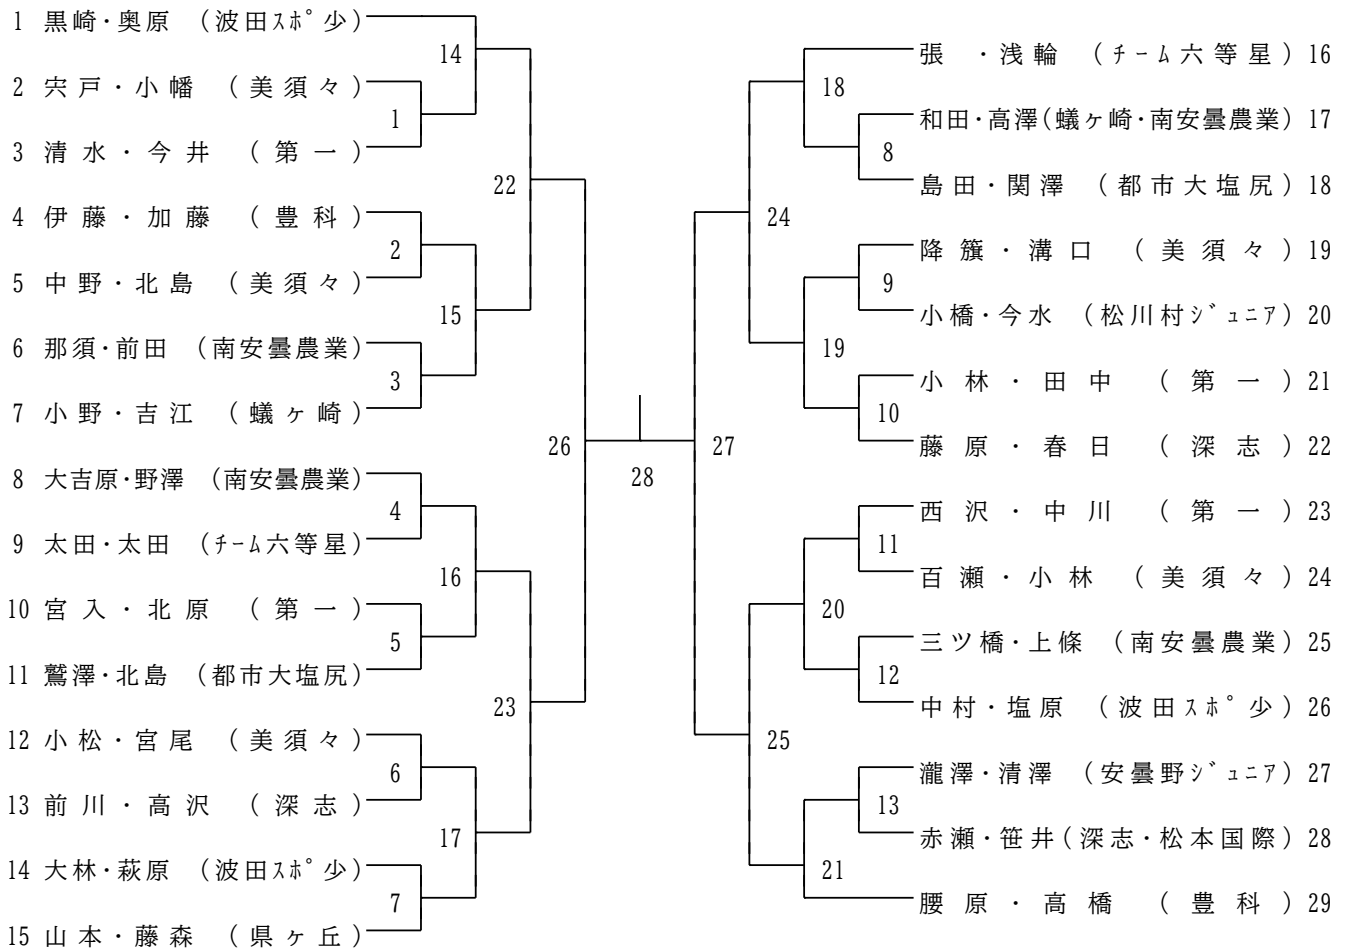 1 黒崎・奥原 (波田ｽﾎﾟ少)
2 宍戸・小幡 (美須々)
3 清水・今井 (第一)
4 伊藤・加藤 (豊科)
5 中野・北島 (美須々)
6 那須・前田 (南安曇農業)
7 小野・吉江 (蟻ヶ崎)
8 大吉原・野澤 (南安曇農業)
9 太田・太田 (ﾁｰﾑ六等星)
10 宮入・北原 (第一)
11 鷲澤・北島 (都市大塩尻)
12 小松・宮尾 (美須々)
13 前川・高沢 (深志)
14 大林・萩原 (波田ｽﾎﾟ少)
15 山本・藤森 (県ヶ丘)
14
1
2
3
15
22
4
5
16
6
7
17
23
26
28
27
24
18
8
9
10
19
25
11
12
20
13
21
張 ・浅輪 (ﾁｰﾑ六等星) 16
和田・高澤(蟻ヶ崎・南安曇農業) 17
島田・関澤 (都市大塩尻) 18
降籏・溝口 (美須々) 19
小橋・今水 (松川村ｼﾞｭﾆｱ) 20
小林・田中 (第一) 21
藤原・春日 (深志) 22
西沢・中川 (第一) 23
百瀬・小林 (美須々) 24
三ツ橋・上條 (南安曇農業) 25
中村・塩原 (波田ｽﾎﾟ少) 26
瀧澤・清澤 (安曇野ｼﾞｭﾆｱ) 27
赤瀬・笹井(深志・松本国際) 28
腰原・高橋 (豊科) 29